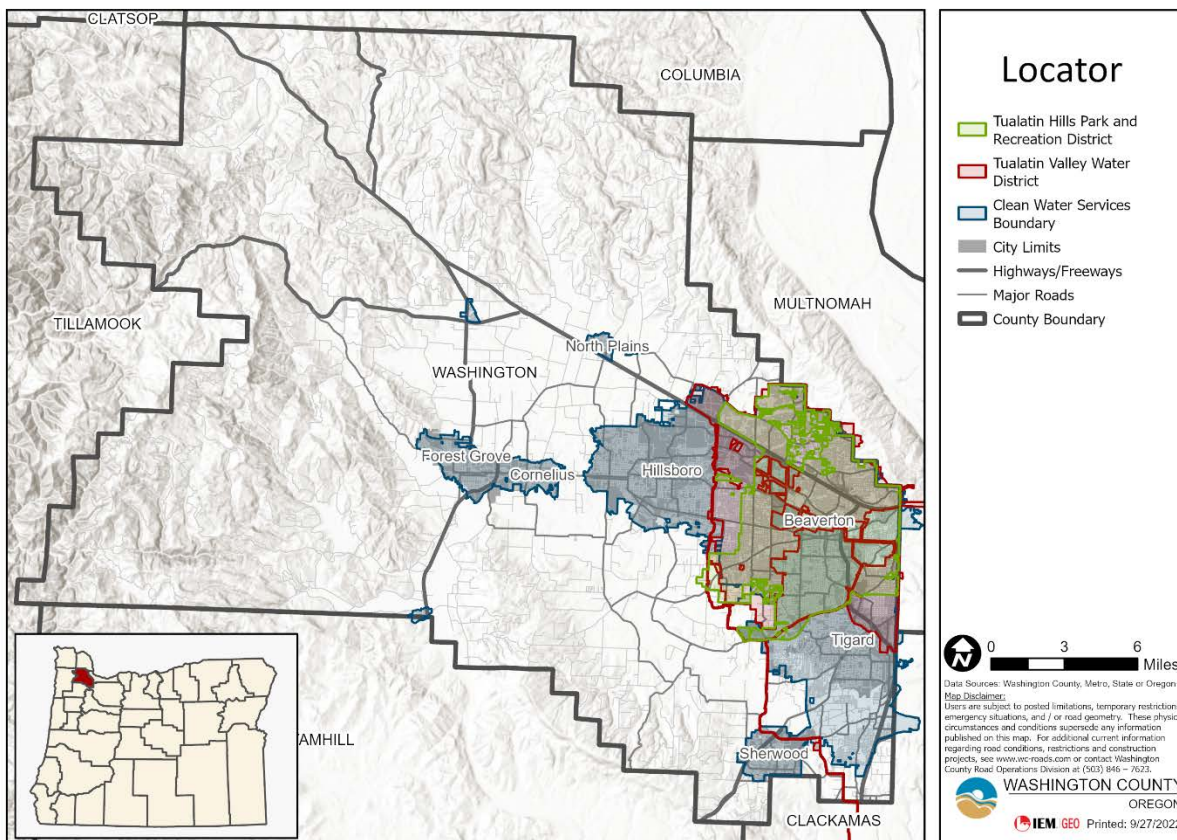 CLATSOP
COLUMBIA
TILLAMOOK
MULTNOMAH
North Plains
WASHINGTON
Forest Grove
Cornelius
Hillsboro
Beaverton
Tigard
Sherwood
AMHILL
CLACKAMAS
Locator
Tualatin Hills Park and
Recreation District
Tualatin Valley Water
District
Clean Water Services
Boundary
City Limits
Highways/Freeways
Major Roads
County Boundary
N
0 3 6
Miles
Data Sources: Washington County, Metro, State or Oregon
Map Disclaimer:
Users are subject to posted limitations, temporary restriction
emergency situations, and / or road geometry. These physic
circumstances and conditions supersede any information
published on this map. For additional current information
regarding road conditions, restrictions and construction
projects, see www.wc-roads.com or contact Washington
County Road Operations Division at (503) 846 – 7623.
WASHINGTON COUNTY
OREGON
IEM GEO Printed: 9/27/2022